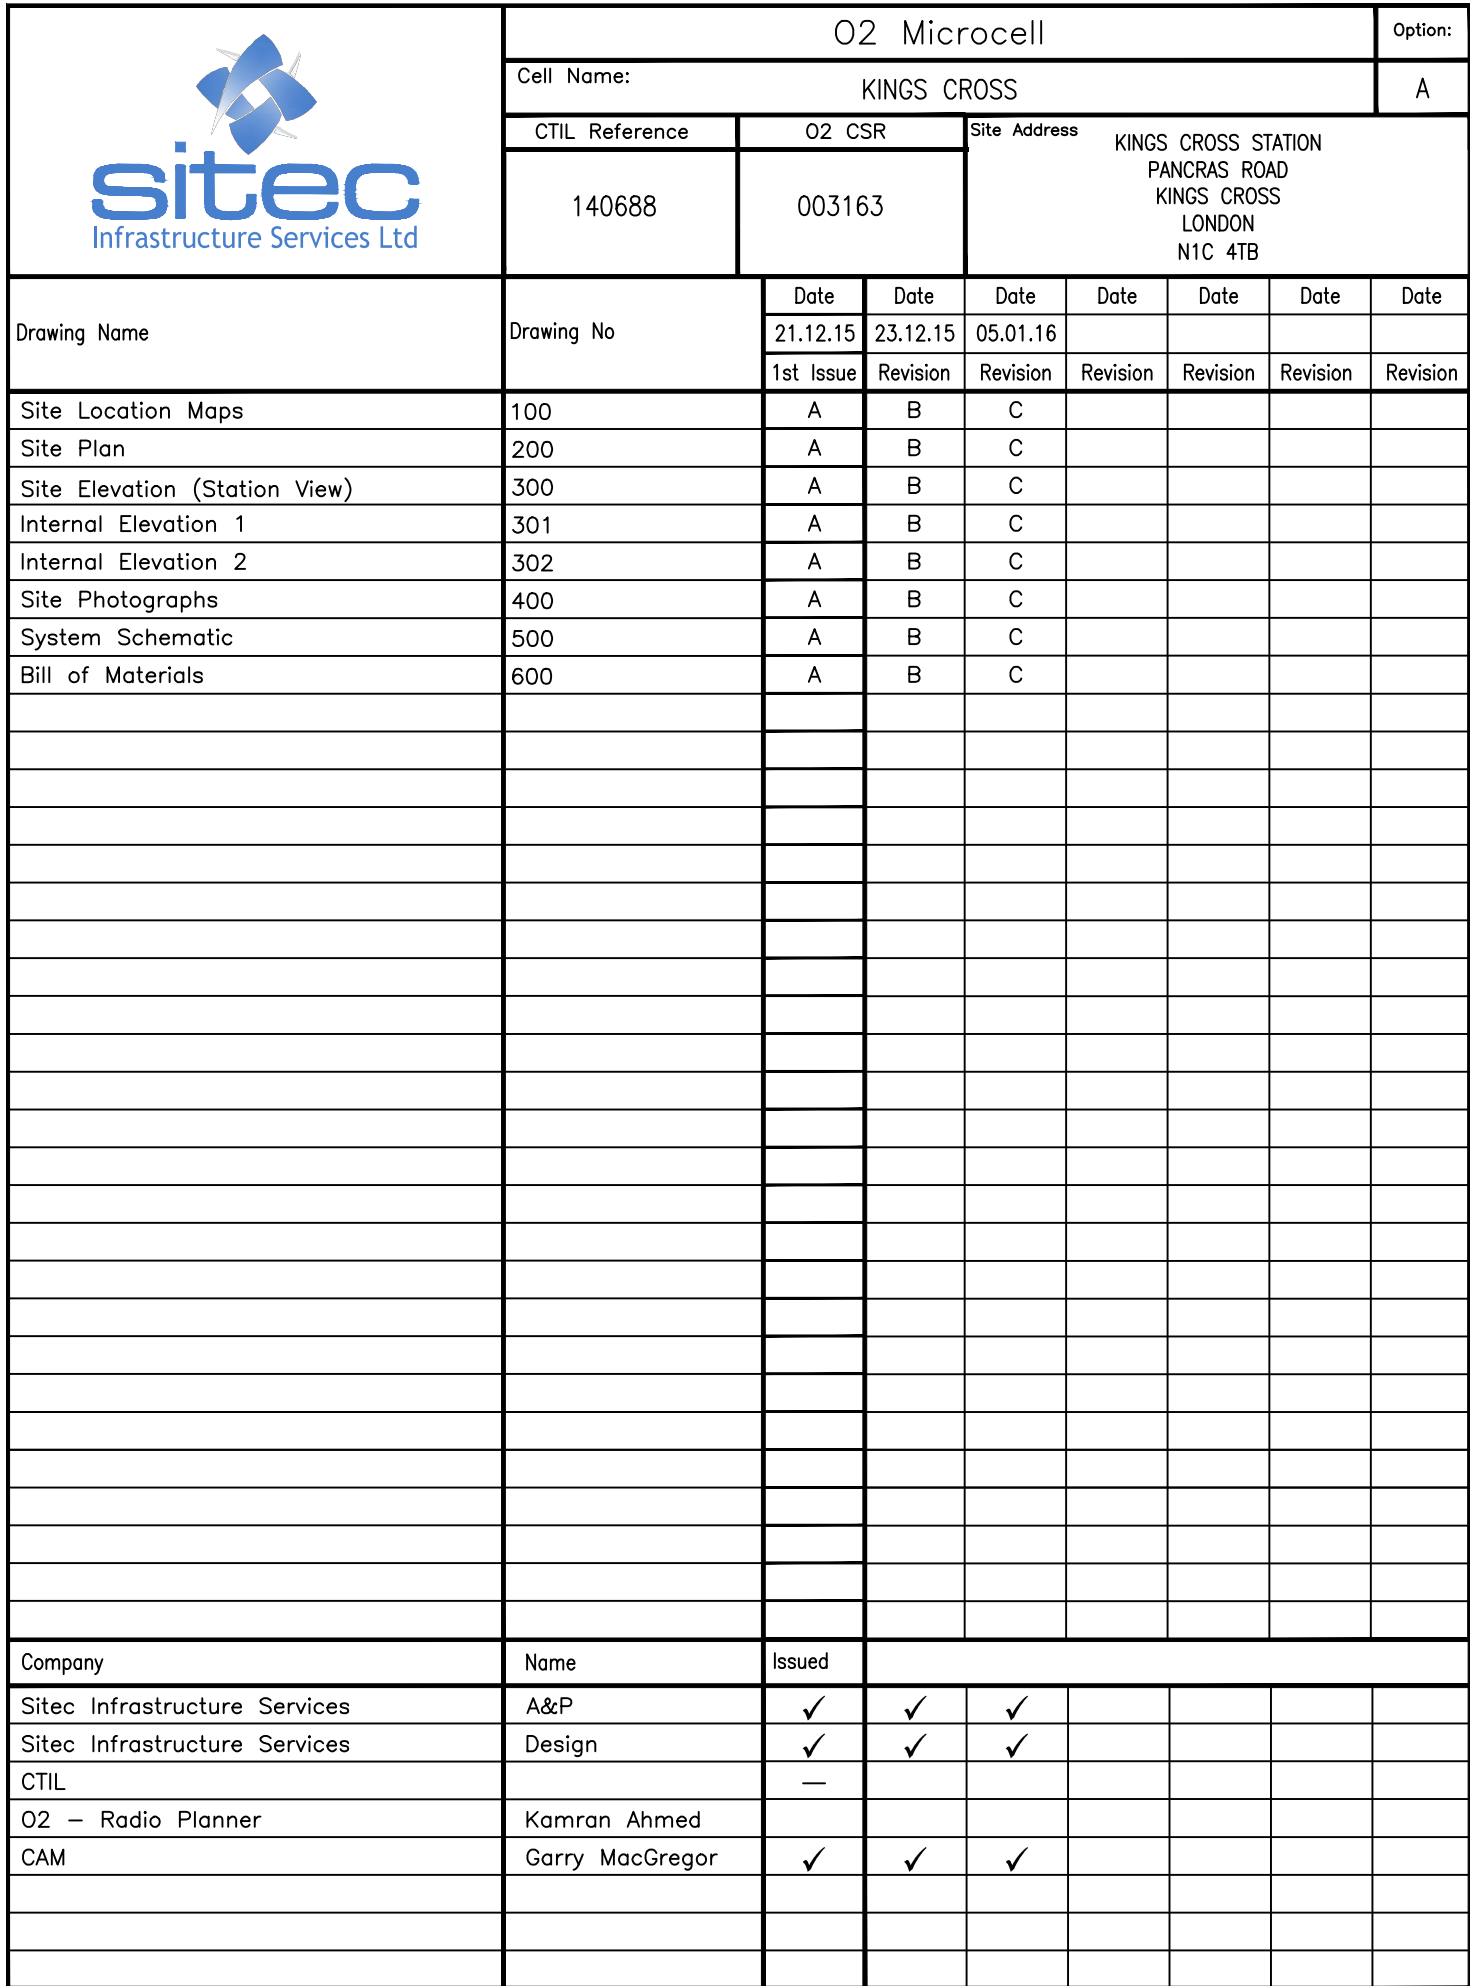 sitec
Infrastructure Services Ltd
O2 Microcell
Option:
Cell Name:
KINGS CROSS
A
CTIL Reference
O2 CSR
Site Address
140688
003163
KINGS CROSS STATION
PANCRAS ROAD
KINGS CROSS
LONDON
N1C 4TB
Drawing Name
Drawing No
Date Date Date Date Date Date Date
21.12.15 23.12.15 05.01.16
1st Issue Revision Revision Revision Revision Revision Revision
Site Location Maps 100 A B C
Site Plan 200 A B C
Site Elevation (Station View) 300 A B C
Internal Elevation 1 301 A B C
Internal Elevation 2 302 A B C
Site Photographs 400 A B C
System Schematic 500 A B C
Bill of Materials 600 A B C
Company Name Issued
Sitec Infrastructure Services A&P ✓ ✓ ✓
Sitec Infrastructure Services Design ✓ ✓ ✓
CTIL —
O2 – Radio Planner Kamran Ahmed
CAM Garry MacGregor ✓ ✓ ✓